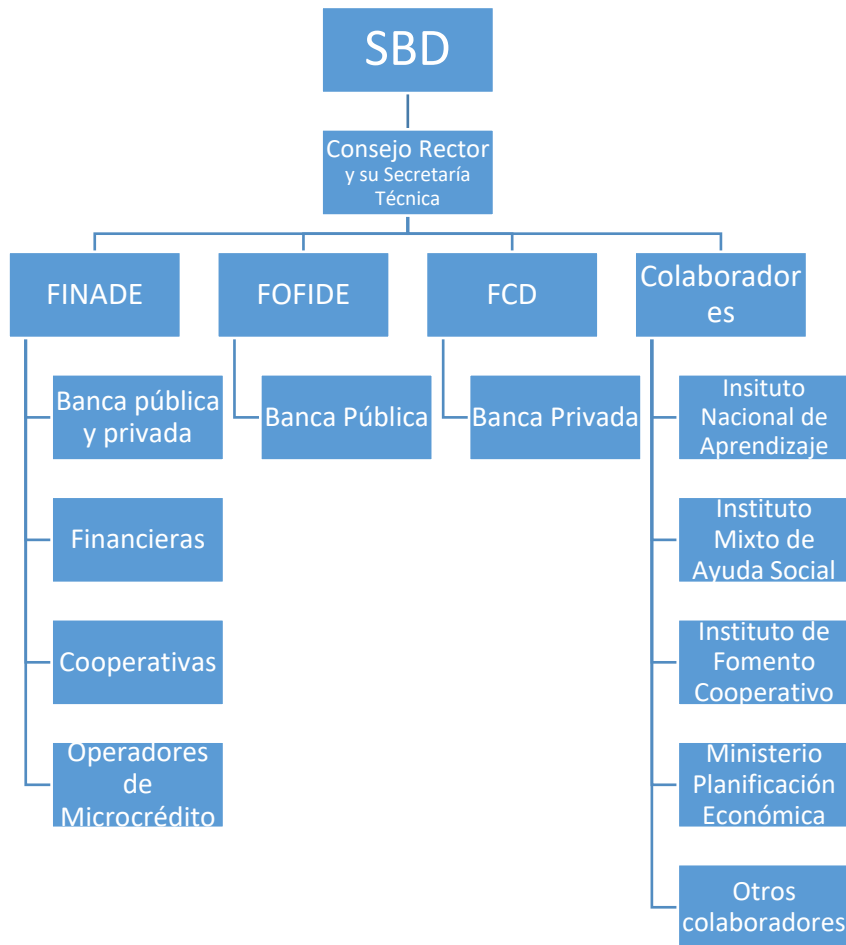 SBD
Consejo Rector
y su Secretaría
Técnica
FINADE
FOFIDE
FCD
Colaborador
es
Banca pública
y privada
Financieras
Cooperativas
Operadores
de
Microcrédito
Banca Pública
Banca Privada
Insituto
Nacional de
Aprendizaje
Instituto
Mixto de
Ayuda Social
Instituto de
Fomento
Cooperativo
Ministerio
Planificación
Económica
Otros
colaboradores